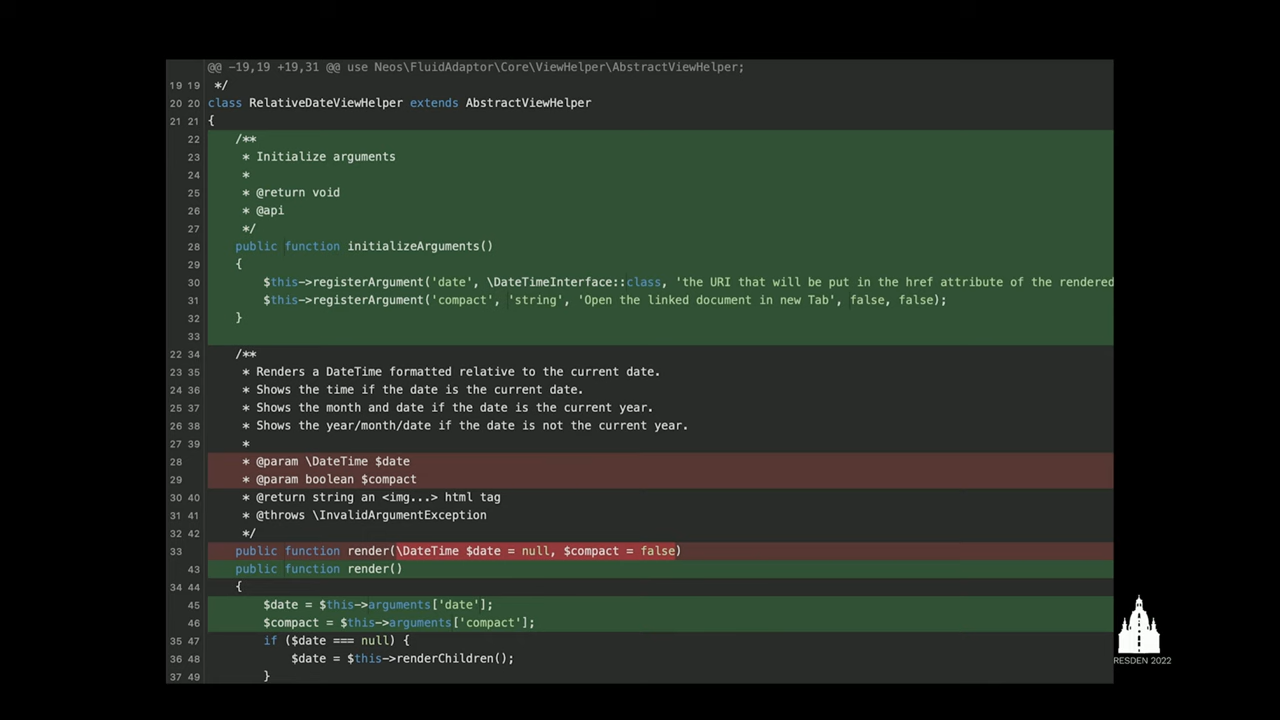 @@ -19,19 +19,31 @@ use Neos\FluidAdaptor\Core\ViewHelper\AbstractViewHelper;
19 19 */
20 20 class RelativeDateViewHelper extends AbstractViewHelper
21 21 {
22 /**
23 * Initialize arguments
24 *
25 * @return void
26 * @api
27 */
28 public function initializeArguments()
29 {
30 $this->registerArgument('date', \DateTimeInterface::class, 'the URI that will be put in the href attribute of the rendered
31 $this->registerArgument('compact', 'string', 'Open the linked document in new Tab', false, false);
32 }
33
22 34 /**
23 35 * Renders a DateTime formatted relative to the current date.
24 36 * Shows the time if the date is the current date.
25 37 * Shows the month and date if the date is the current year.
26 38 * Shows the year/month/date if the date is not the current year.
27 39 *
28 * @param \DateTime $date
29 * @param boolean $compact
30 40 * @return string an <img...> html tag
31 41 * @throws \InvalidArgumentException
32 42 */
33 public function render(\DateTime $date = null, $compact = false)
43 public function render()
34 44 {
45 $date = $this->arguments['date'];
46 $compact = $this->arguments['compact'];
35 47 if ($date === null) {
36 48 $date = $this->renderChildren();
37 49 }
RESDEN 2022